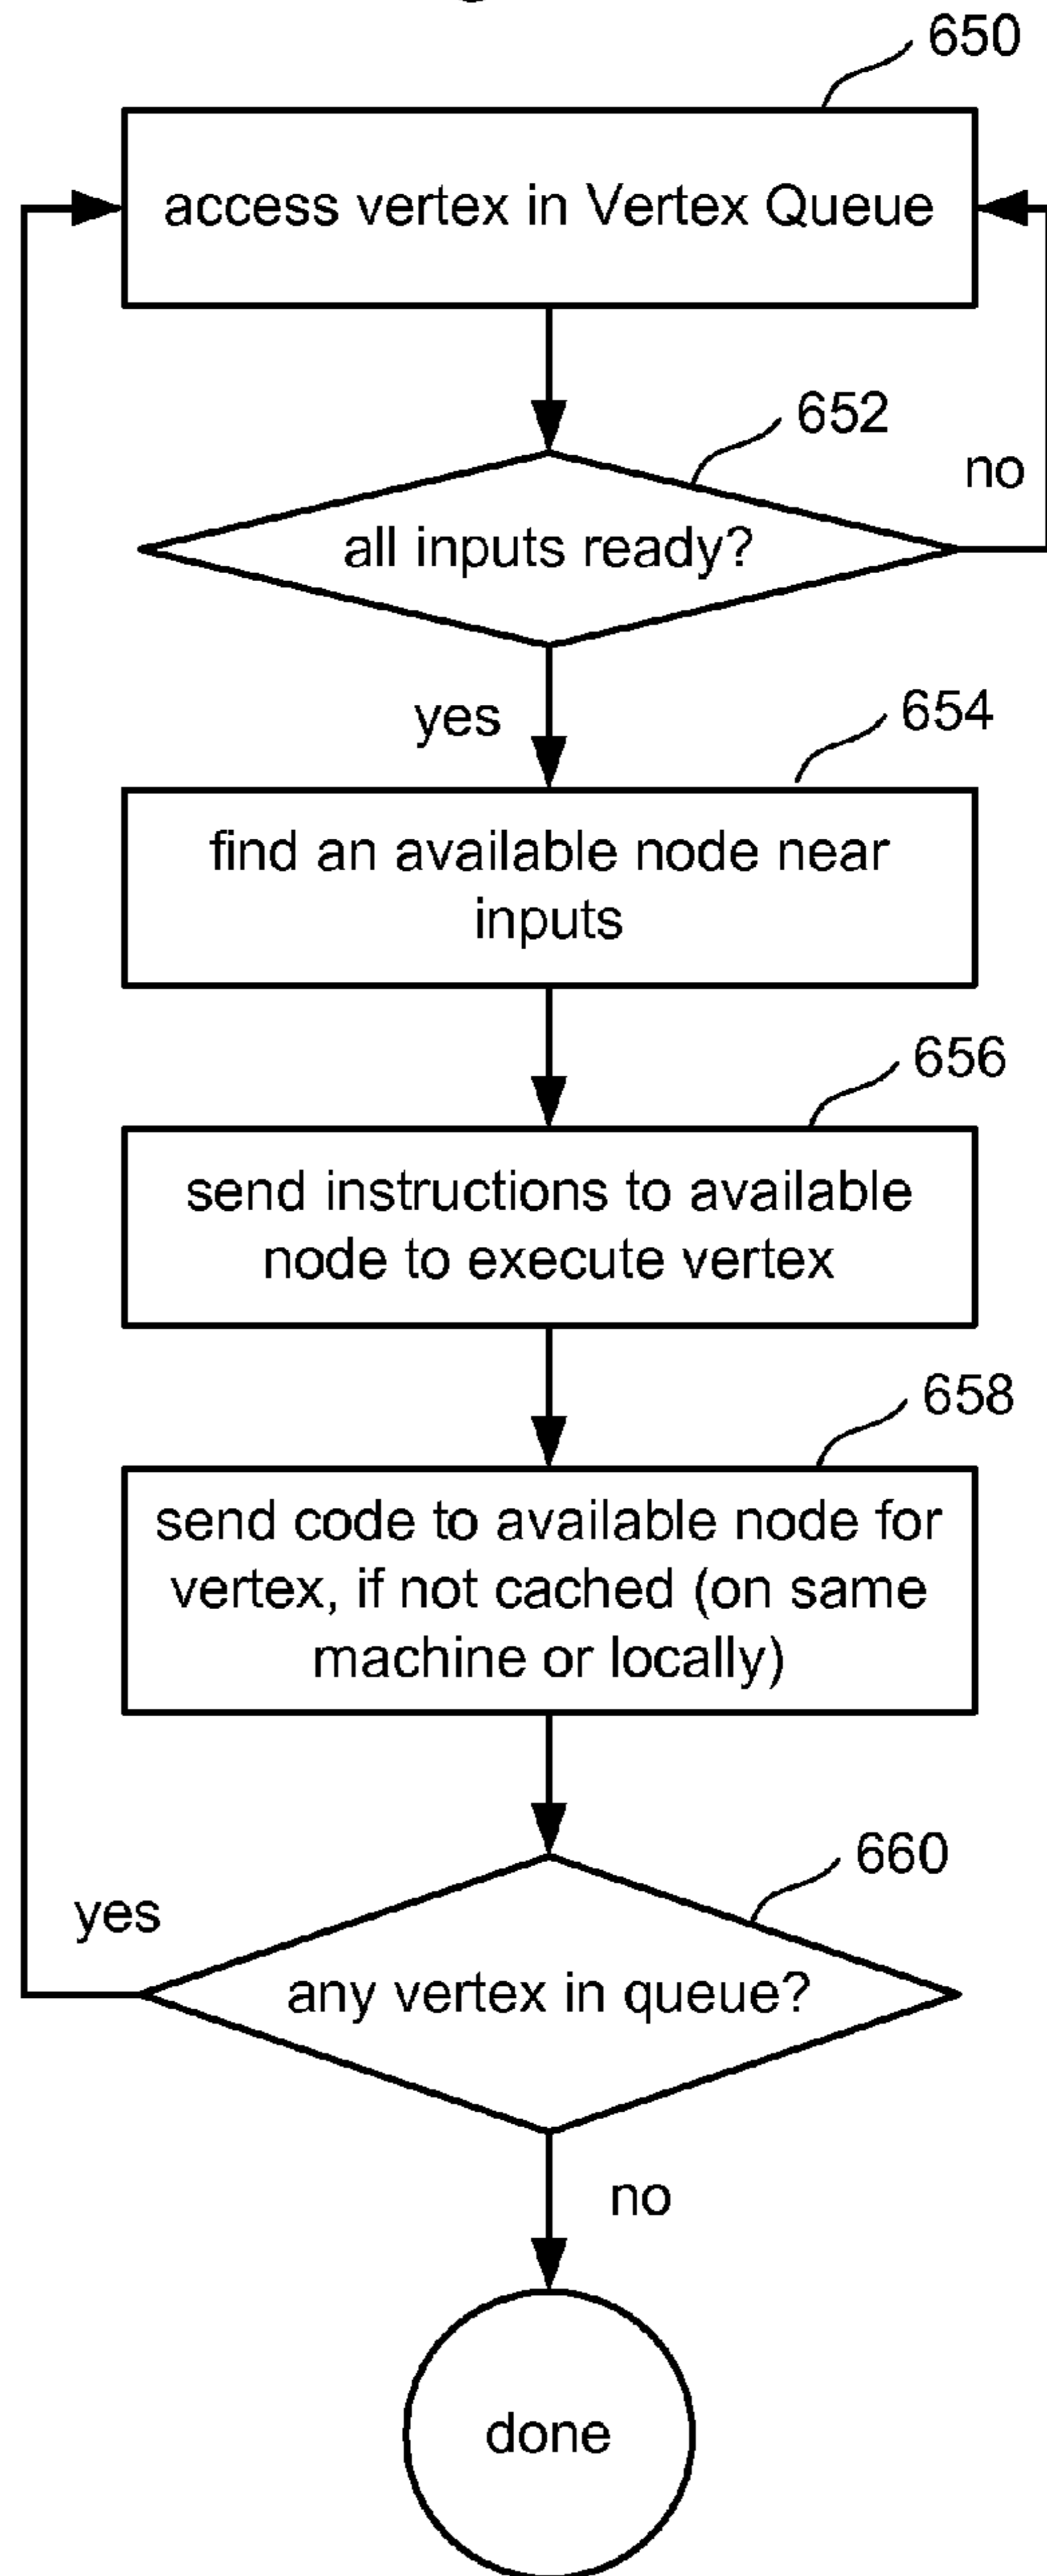 650
access vertex in Vertex Queue
652
no
all inputs ready?
yes
654
find an available node near
inputs
656
send instructions to available
node to execute vertex
658
send code to available node for
vertex, if not cached (on same
machine or locally)
660
yes
any vertex in queue?
no
done